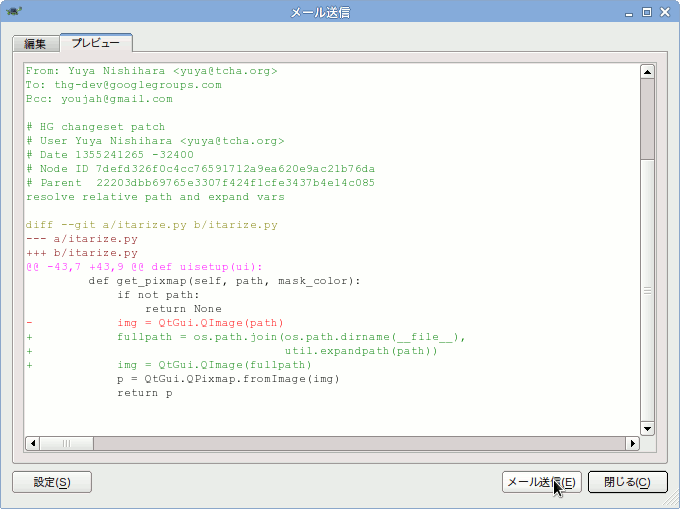 メール送信
編集 プレビュー
From: Yuya Nishihara <yuya@tcha.org>
To: thg-dev@googlegroups.com
Pcc: youjah@gmail.com
# HG changeset patch
# User Yuya Nishihara <yuya@tcha.org>
# Date 1355241265 -32400
# Node ID 7defd326f0c4cc76591712a9ea620e9ac21b76da
# Parent  22203dbb69765e3307f424f1cfe3437b4e14c085
resolve relative path and expand vars
diff --git a/itarize.py b/itarize.py
--- a/itarize.py
+++ b/itarize.py
@@ -43,7 +43,9 @@ def uisetup(ui):
         def get_pixmap(self, path, mask_color):
             if not path:
                 return None
-            img = QtGui.QImage(path)
+            fullpath = os.path.join(os.path.dirname(__file__),
+                                    util.expandpath(path))
+            img = QtGui.QImage(fullpath)
             p = QtGui.QPixmap.fromImage(img)
             return p
設定(S) メール送信(E) 閉じる(C)